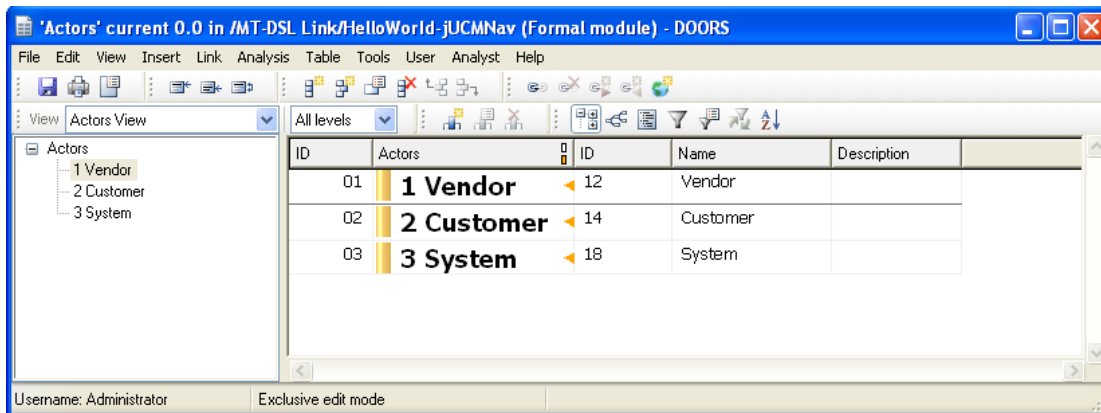 'Actors' current 0.0 in /MT-DSL Link/HelloWorld-jUCMNav (Formal module) - DOORS
File Edit View Insert Link Analysis Table Tools User Analyst Help
View Actors View All levels
Actors
1 Vendor
2 Customer
3 System
ID Actors ID Name Description
01 1 Vendor 12 Vendor
02 2 Customer 14 Customer
03 3 System 18 System
Username: Administrator Exclusive edit mode